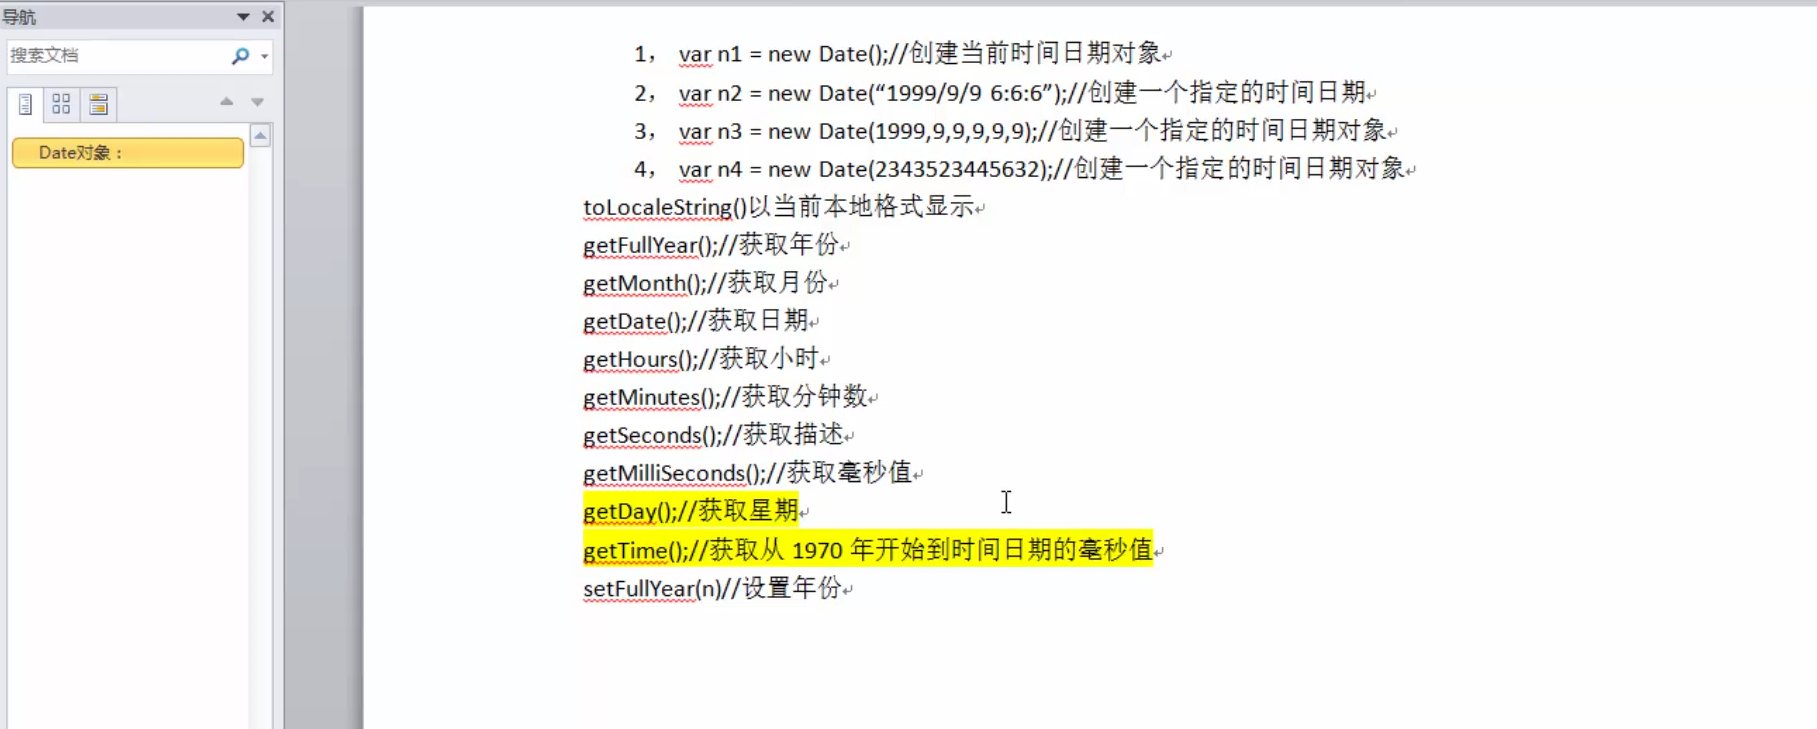 导航
搜索文档
Date对象：
1， var n1 = new Date();//创建当前时间日期对象
2， var n2 = new Date(“1999/9/9 6:6:6”);//创建一个指定的时间日期
3， var n3 = new Date(1999,9,9,9,9,9);//创建一个指定的时间日期对象
4， var n4 = new Date(2343523445632);//创建一个指定的时间日期对象
toLocaleString()以当前本地格式显示
getFullYear();//获取年份
getMonth();//获取月份
getDate();//获取日期
getHours();//获取小时
getMinutes();//获取分钟数
getSeconds();//获取描述
getMilliSeconds();//获取毫秒值
getDay();//获取星期
getTime();//获取从 1970 年开始到时间日期的毫秒值
setFullYear(n)//设置年份